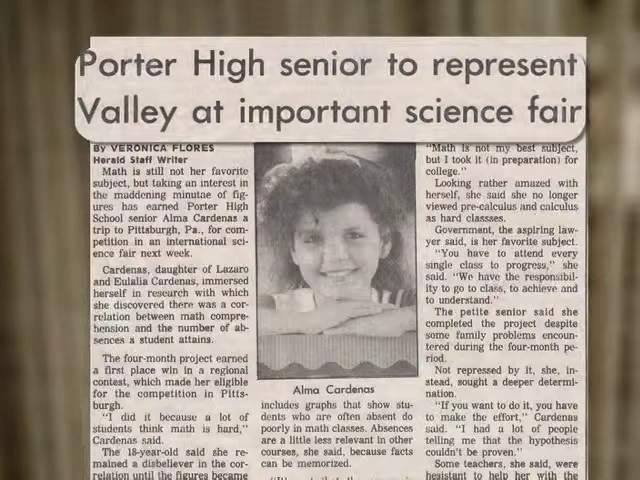 Porter High senior to represent
Valley at important science fair
By VERONICA FLORES
Herald Staff Writer
Math is still not her favorite
subject, but taking an interest in
the maddening minutae of fig-
ures has earned Porter High
School senior Alma Cardenas a
trip to Pittsburgh, Pa., for com-
petition in an international sci-
ence fair next week.
Cardenas, daughter of Lazaro
and Eulalia Cardenas, immersed
herself in research with which
she discovered there was a cor-
relation between math compre-
hension and the number of ab-
sences a student attains.
The four-month project earned
a first place win in a regional
contest, which made her eligible
for the competition in Pitts-
burgh.
"I did it because a lot of
students think math is hard,"
Cardenas said.
The 18-year-old said she re-
mained a disbeliever in the cor-
relation until the figures became
Alma Cardenas
includes graphs that show stu-
dents who are often absent do
poorly in math classes. Absences
are a little less relevant in other
courses, she said, because facts
can be memorized.
"Math is not my best subject,
but I took it (in preparation) for
college."
Looking rather amazed with
herself, she said she no longer
viewed pre-calculus and calculus
as hard classses.
Government, the aspiring law-
yer said, is her favorite subject.
"You have to attend every
single class to progress," she
said. "We have the responsibil-
ity to go to class, to achieve and
to understand."
The petite senior said she
completed the project despite
some family problems encoun-
tered during the four-month pe-
riod.
Not repressed by it, she, in-
stead, sought a deeper determi-
nation.
"If you want to do it, you have
to make the effort," Cardenas
said. "I had a lot of people
telling me that the hypothesis
couldn't be proven."
Some teachers, she said, were
hesistant to help her with the